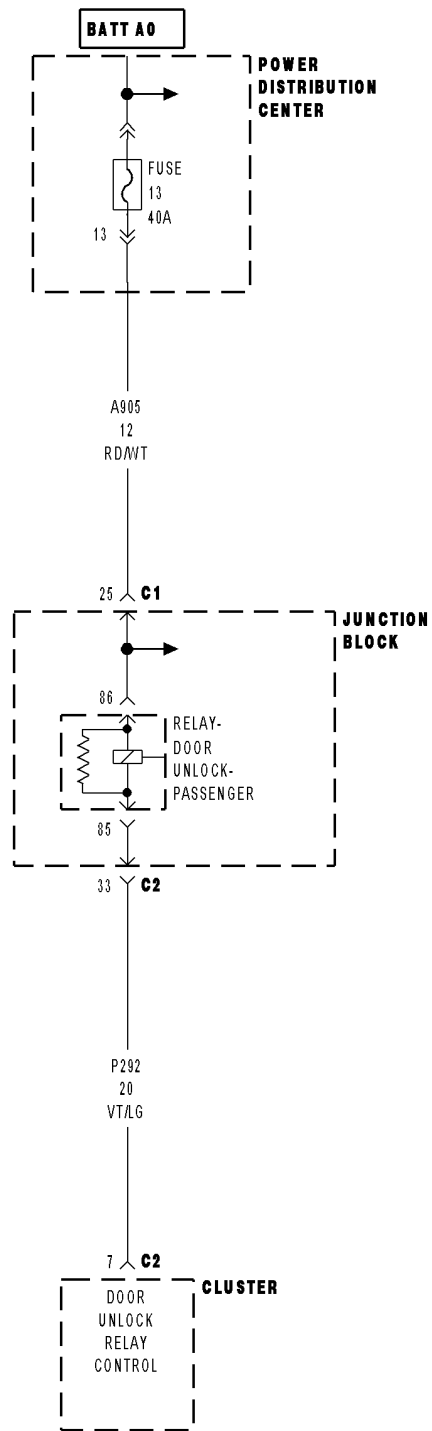 BATT A0
POWER
DISTRIBUTION
CENTER
FUSE
13
40A
13
A905
12
RD/WT
25 C1
JUNCTION
BLOCK
86
RELAY-
DOOR
UNLOCK-
PASSENGER
85
33 C2
P292
20
VT/LG
7 C2
CLUSTER
DOOR
UNLOCK
RELAY
CONTROL